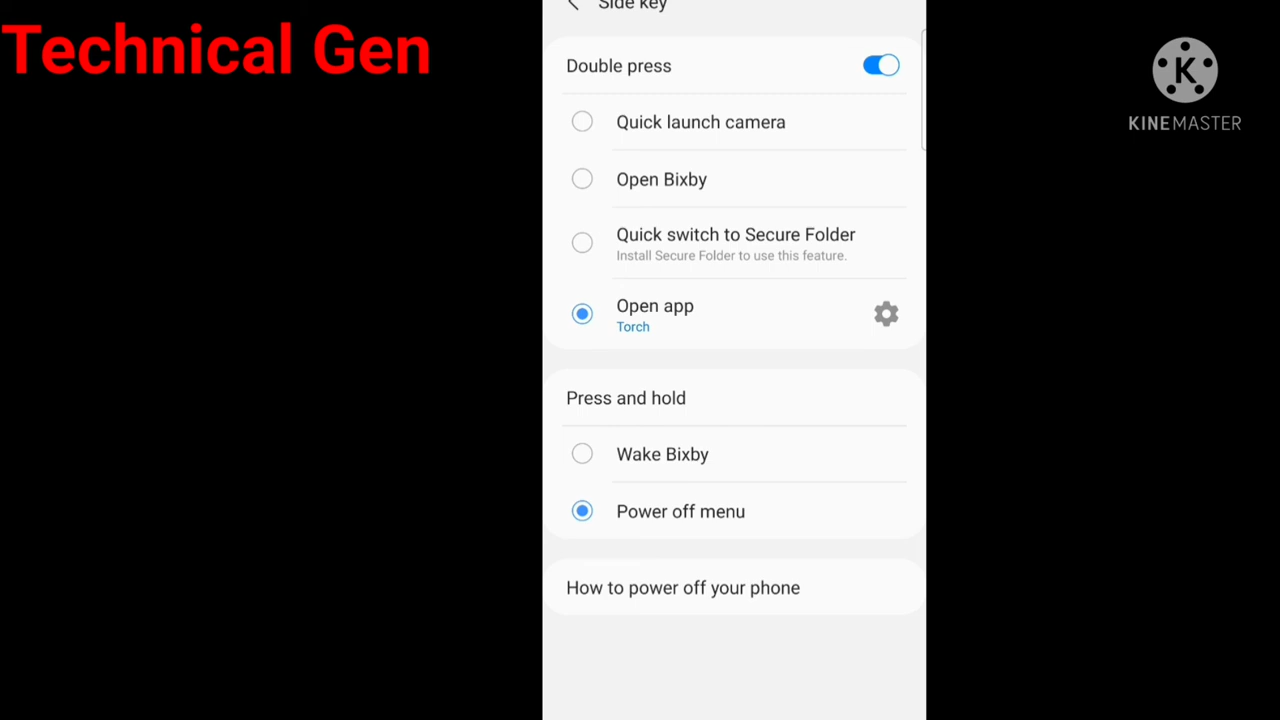 Technical Gen
Side key
Double press
Quick launch camera
Open Bixby
Quick switch to Secure Folder
Install Secure Folder to use this feature.
Open app
Torch
Press and hold
Wake Bixby
Power off menu
How to power off your phone
K
KINEMASTER